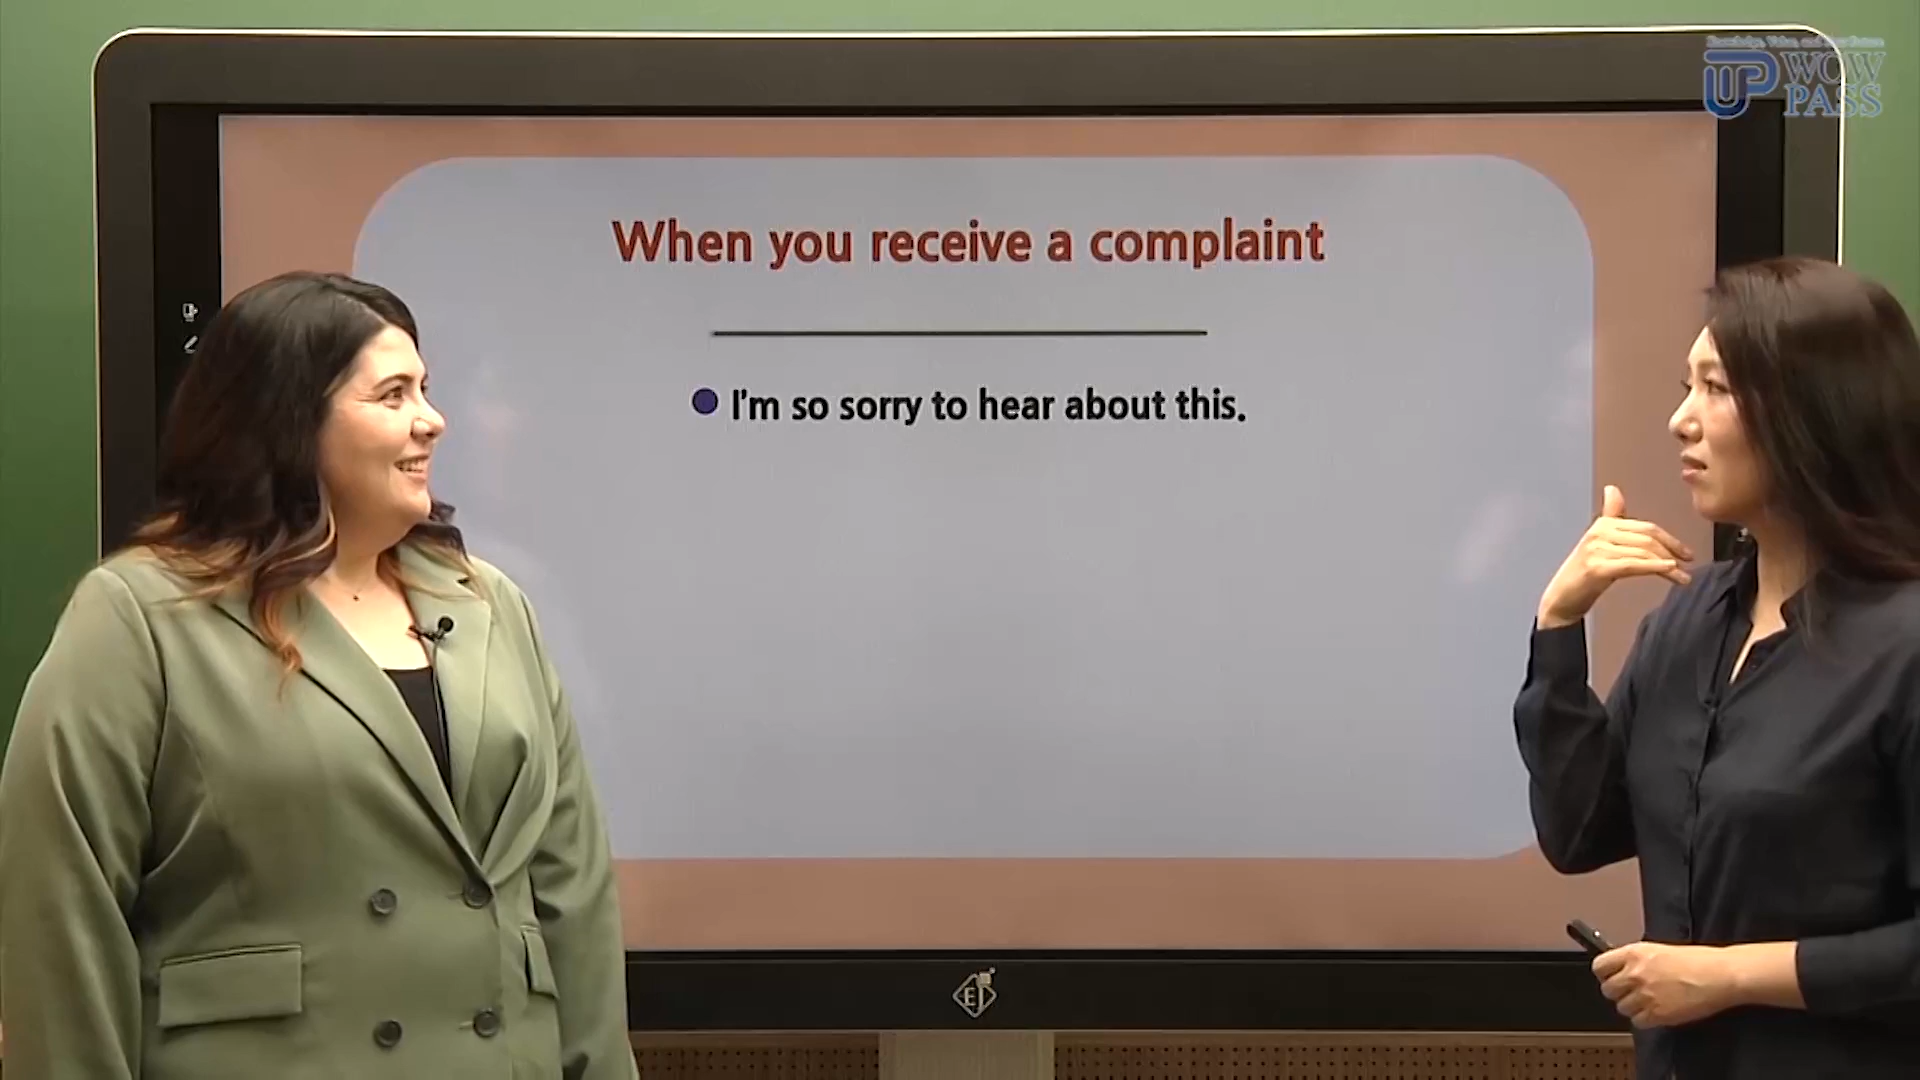 WOW
PASS
When you receive a complaint
I'm so sorry to hear about this.